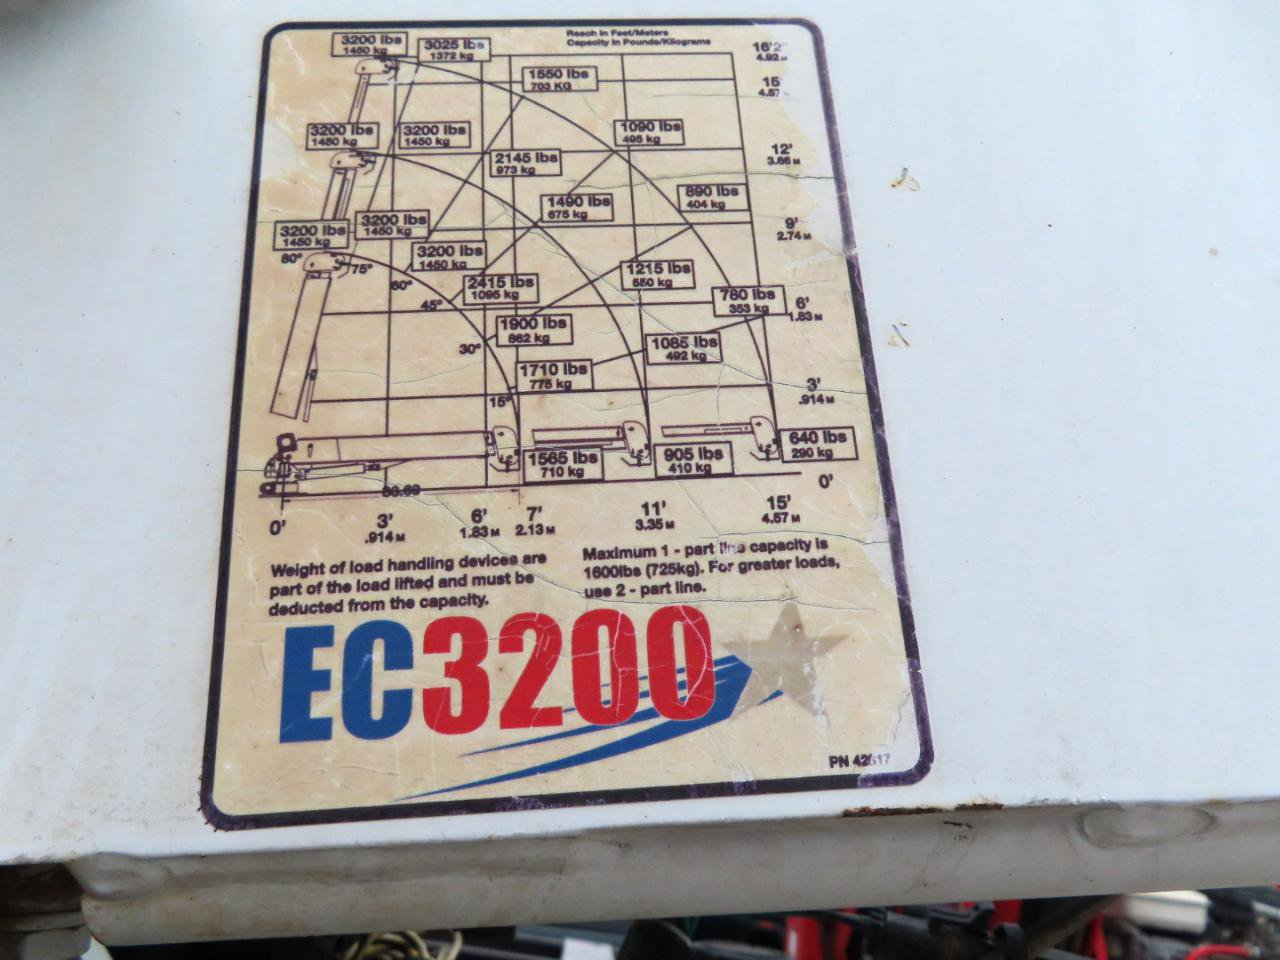 Reach in Feet/Meters
Capacity in Pounds/Kilograms
3200 lbs
1450 kg
3025 lbs
1372 kg
16'2"
4.92 M
1550 lbs
703 KG
15'
4.57
3200 lbs
1450 kg
3200 lbs
1450 kg
1090 lbs
495 kg
12'
3.66 M
2145 lbs
973 kg
1490 lbs
675 kg
890 lbs
404 kg
3200 lbs
1450 kg
3200 lbs
1450 kg
9'
2.74 M
80°
75°
3200 lbs
1450 kg
60°
2415 lbs
1095 kg
1215 lbs
550 kg
780 lbs
353 kg
6'
1.83 M
45°
1900 lbs
862 kg
30°
1085 lbs
492 kg
1710 lbs
775 kg
3'
.914 M
15°
1565 lbs
710 kg
905 lbs
410 kg
640 lbs
290 kg
0'
0'
3'
.914 M
6'
1.83 M
7'
2.13 M
11'
3.35 M
15'
4.57 M
Weight of load handling devices are
part of the load lifted and must be
deducted from the capacity.
Maximum 1 - part line capacity is
1600lbs (725kg). For greater loads,
use 2 - part line.
EC3200
PN